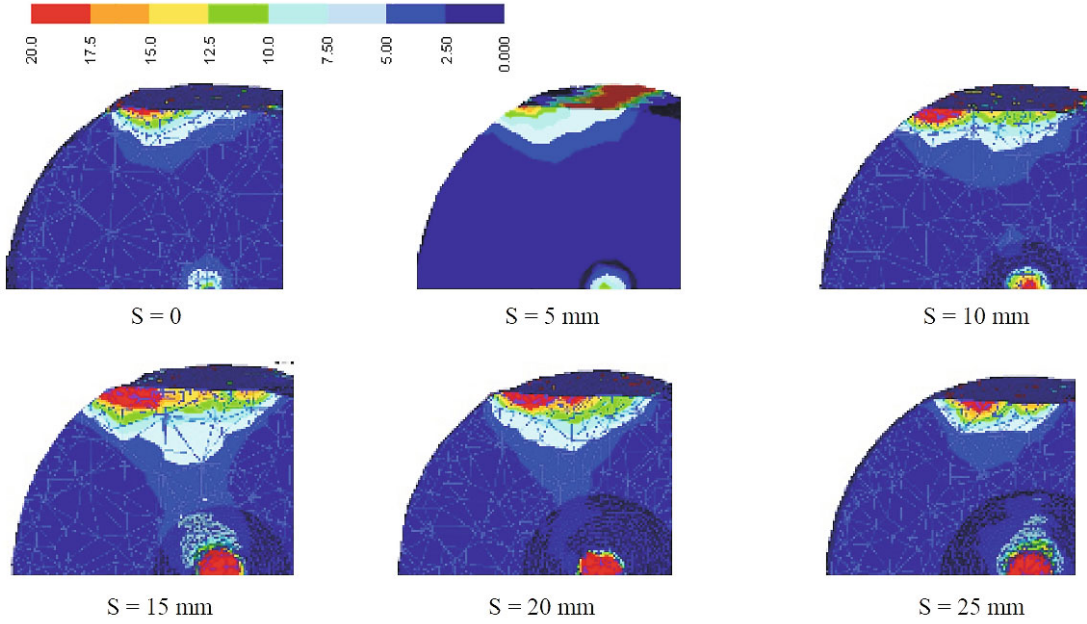 20.0 17.5 15.0 12.5 10.0 7.50 5.00 2.50 0.000
S = 0 S = 5 mm S = 10 mm
S = 15 mm S = 20 mm S = 25 mm